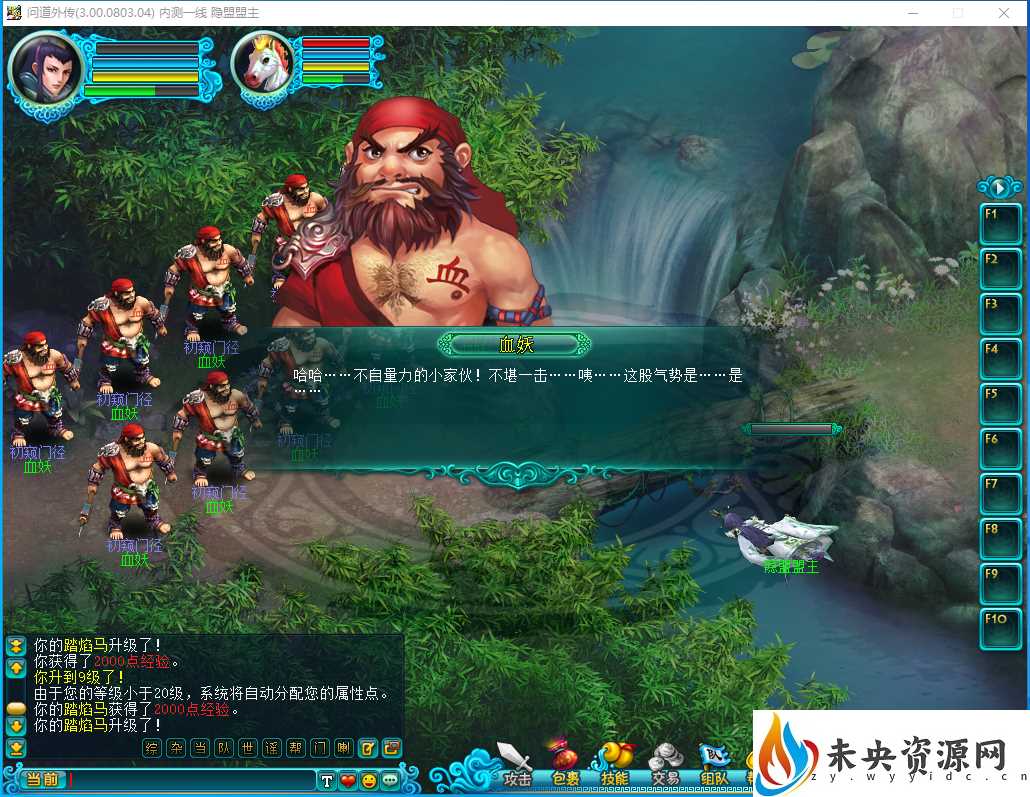 问道外传(3.00.0803.04) 内测一线 隐盟盟主
血
血妖
哈哈……不自量力的小家伙！不堪一击……咦……这股气势是……是
……
初窥门径
血妖
初窥门径
血妖
初窥门径
血妖
初窥门径
血妖
初窥门径
血妖
初窥门径
血妖
血妖
隐盟盟主
F1
F2
F3
F4
F5
F6
F7
F8
F9
F10
你的踏焰马升级了！
你获得了2000点经验。
你升到9级了！
由于您的等级小于20级，系统将自动分配您的属性点。
你的踏焰马获得了2000点经验。
你的踏焰马升级了！
综 杂 当 队 世 谣 帮 门 喇
当前 T
攻击 包裹 技能 交易 组队
队
未央资源网
zy.wyyidc.cn